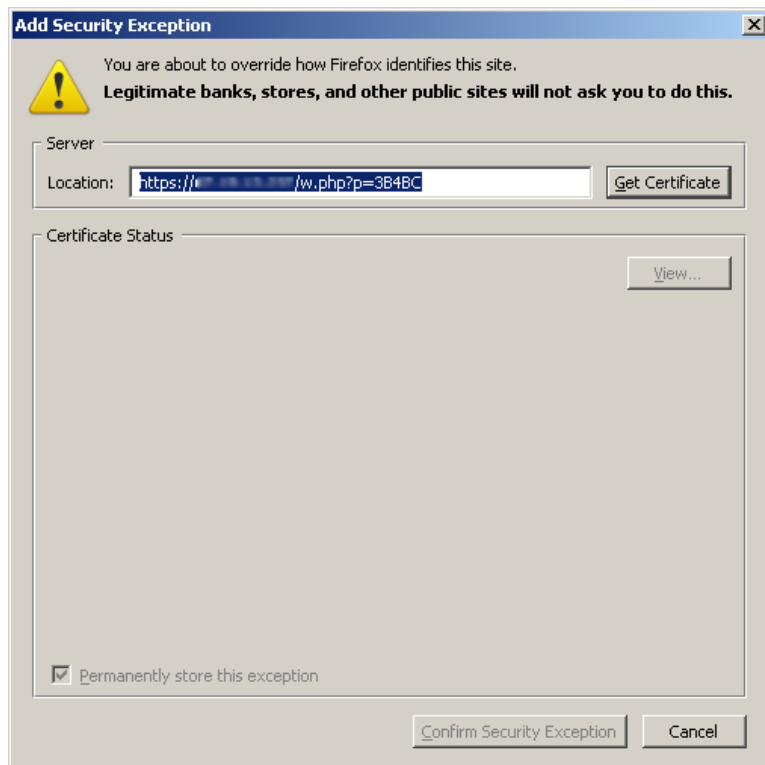 Add Security Exception
You are about to override how Firefox identifies this site.
Legitimate banks, stores, and other public sites will not ask you to do this.
Server
Location: https:// /w.php?p=3B4BC Get Certificate
Certificate Status
View...
Permanently store this exception
Confirm Security Exception Cancel